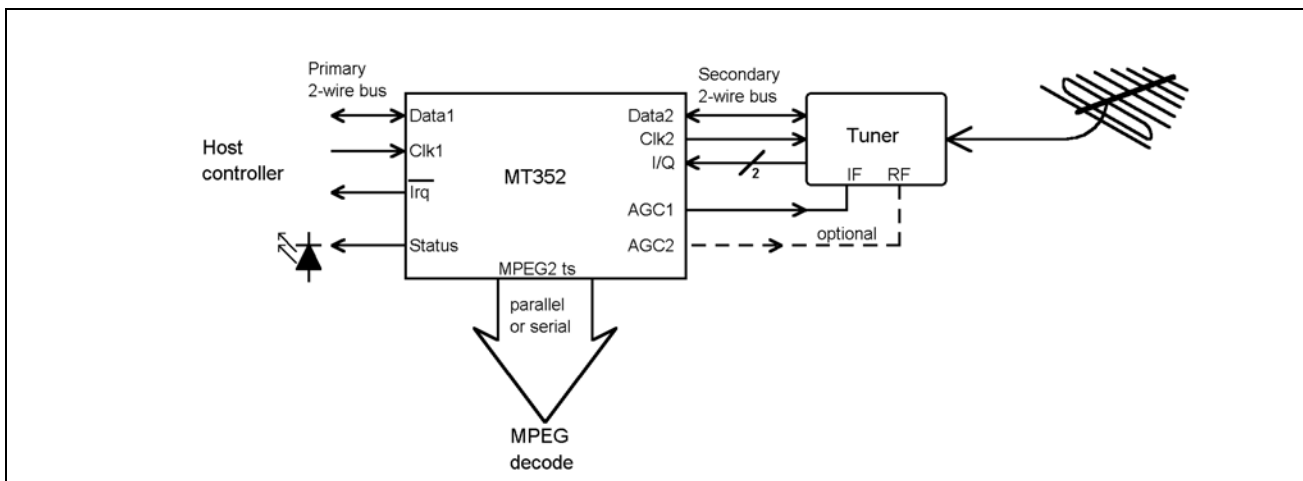 Primary
2-wire bus
Secondary
2-wire bus
Host
controller
Data1
Clk1
Irq
Status
MT352
Data2
Clk2
I/Q
AGC1
AGC2
2
Tuner
IF RF
optional
MPEG2 ts
parallel
or serial
MPEG
decode